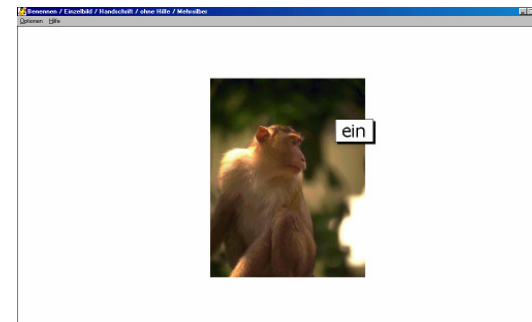 Benennen / Einzelbild / Handschrift / ohne Hilfe / Mehrsilber
Optionen Hilfe
ein